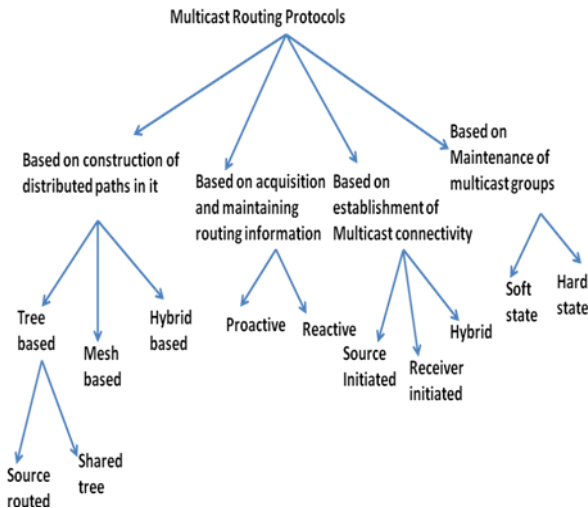 Multicast Routing Protocols
Based on construction of
distributed paths in it
Based on acquisition
and maintaining
routing information
Based on
establishment of
Multicast connectivity
Based on
Maintenance of
multicast groups
Tree
based
Mesh
based
Hybrid
based
Proactive
Reactive
Source
Initiated
Receiver
initiated
Hybrid
Soft
state
Hard
state
Source
routed
Shared
tree